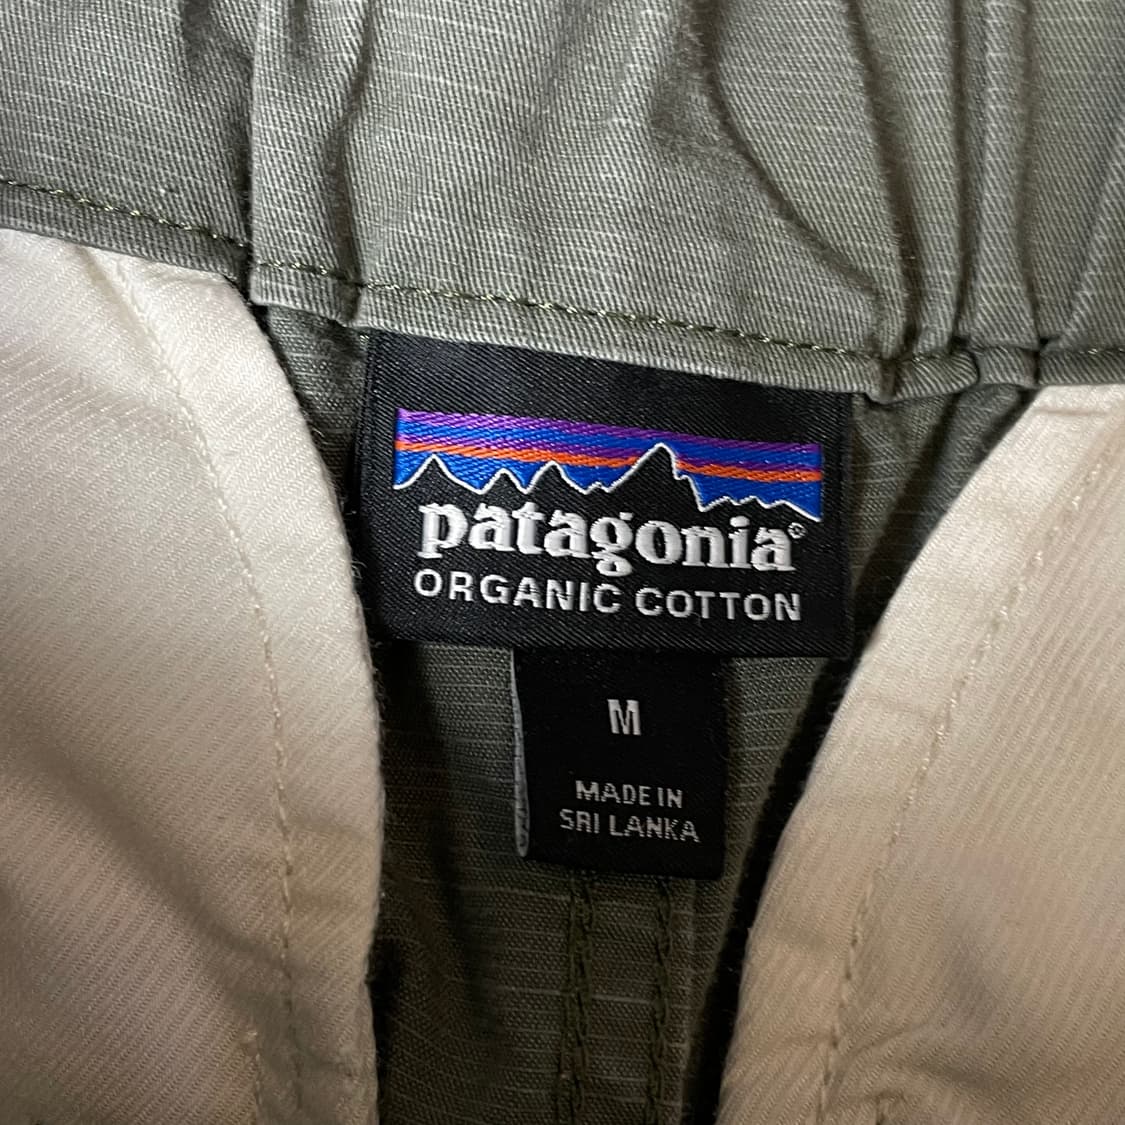 patagonia®
ORGANIC COTTON
M
MADE IN
SRI LANKA